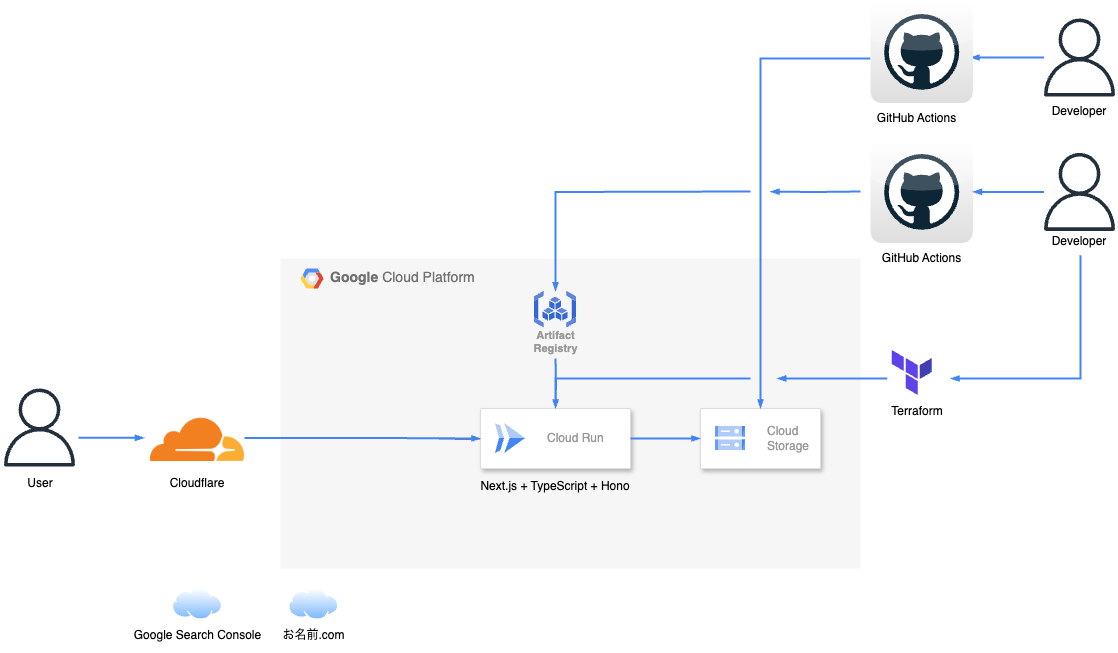 GitHub Actions
Developer
GitHub Actions
Developer
Google Cloud Platform
Artifact
Registry
Terraform
User
Cloudflare
Cloud Run
Cloud
Storage
Next.js + TypeScript + Hono
Google Search Console
お名前.com